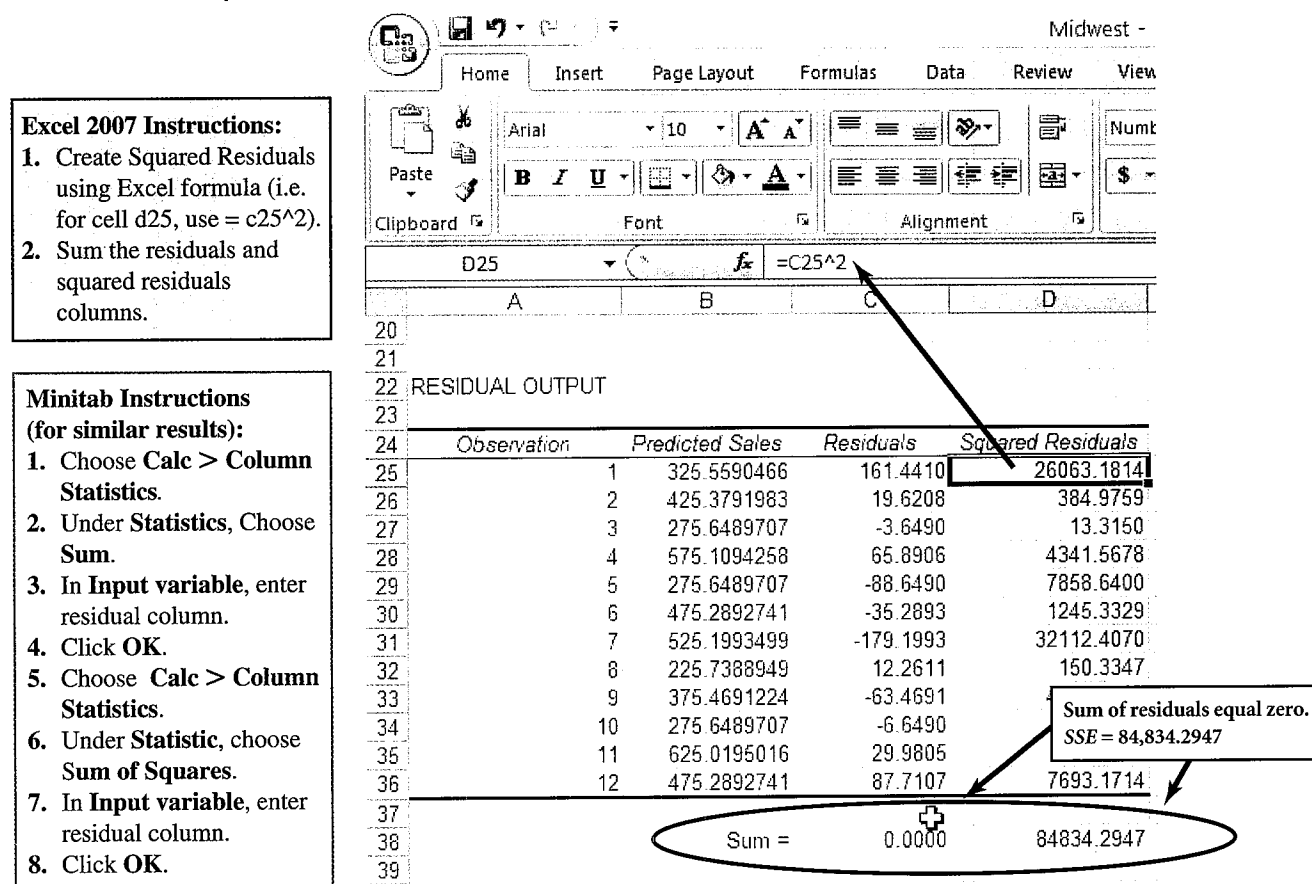 Excel 2007 Instructions:
1. Create Squared Residuals
using Excel formula (i.e.
for cell d25, use = c25^2).
2. Sum the residuals and
squared residuals
columns.
Minitab Instructions
(for similar results):
1. Choose Calc > Column
Statistics.
2. Under Statistics, Choose
Sum.
3. In Input variable, enter
residual column.
4. Click OK.
5. Choose Calc > Column
Statistics.
6. Under Statistic, choose
Sum of Squares.
7. In Input variable, enter
residual column.
8. Click OK.
Midwest -
Home Insert Page Layout Formulas Data Review View
Arial 10 A A Numb
Paste B I U A $
Clipboard Font Alignment
D25 fx =C25^2
A B C D
20
21
22 RESIDUAL OUTPUT
23
24 Observation Predicted Sales Residuals Squared Residuals
25 1 325.5590466 161.4410 26063.1814
26 2 425.3791983 19.6208 384.9759
27 3 275.6489707 -3.6490 13.3150
28 4 575.1094258 65.8906 4341.5678
29 5 275.6489707 -88.6490 7858.6400
30 6 475.2892741 -35.2893 1245.3329
31 7 525.1993499 -179.1993 32112.4070
32 8 225.7388949 12.2611 150.3347
33 9 375.4691224 -63.4691
34 10 275.6489707 -6.6490
35 11 625.0195016 29.9805
36 12 475.2892741 87.7107 7693.1714
37
38 Sum = 0.0000 84834.2947
39
Sum of residuals equal zero.
SSE = 84,834.2947